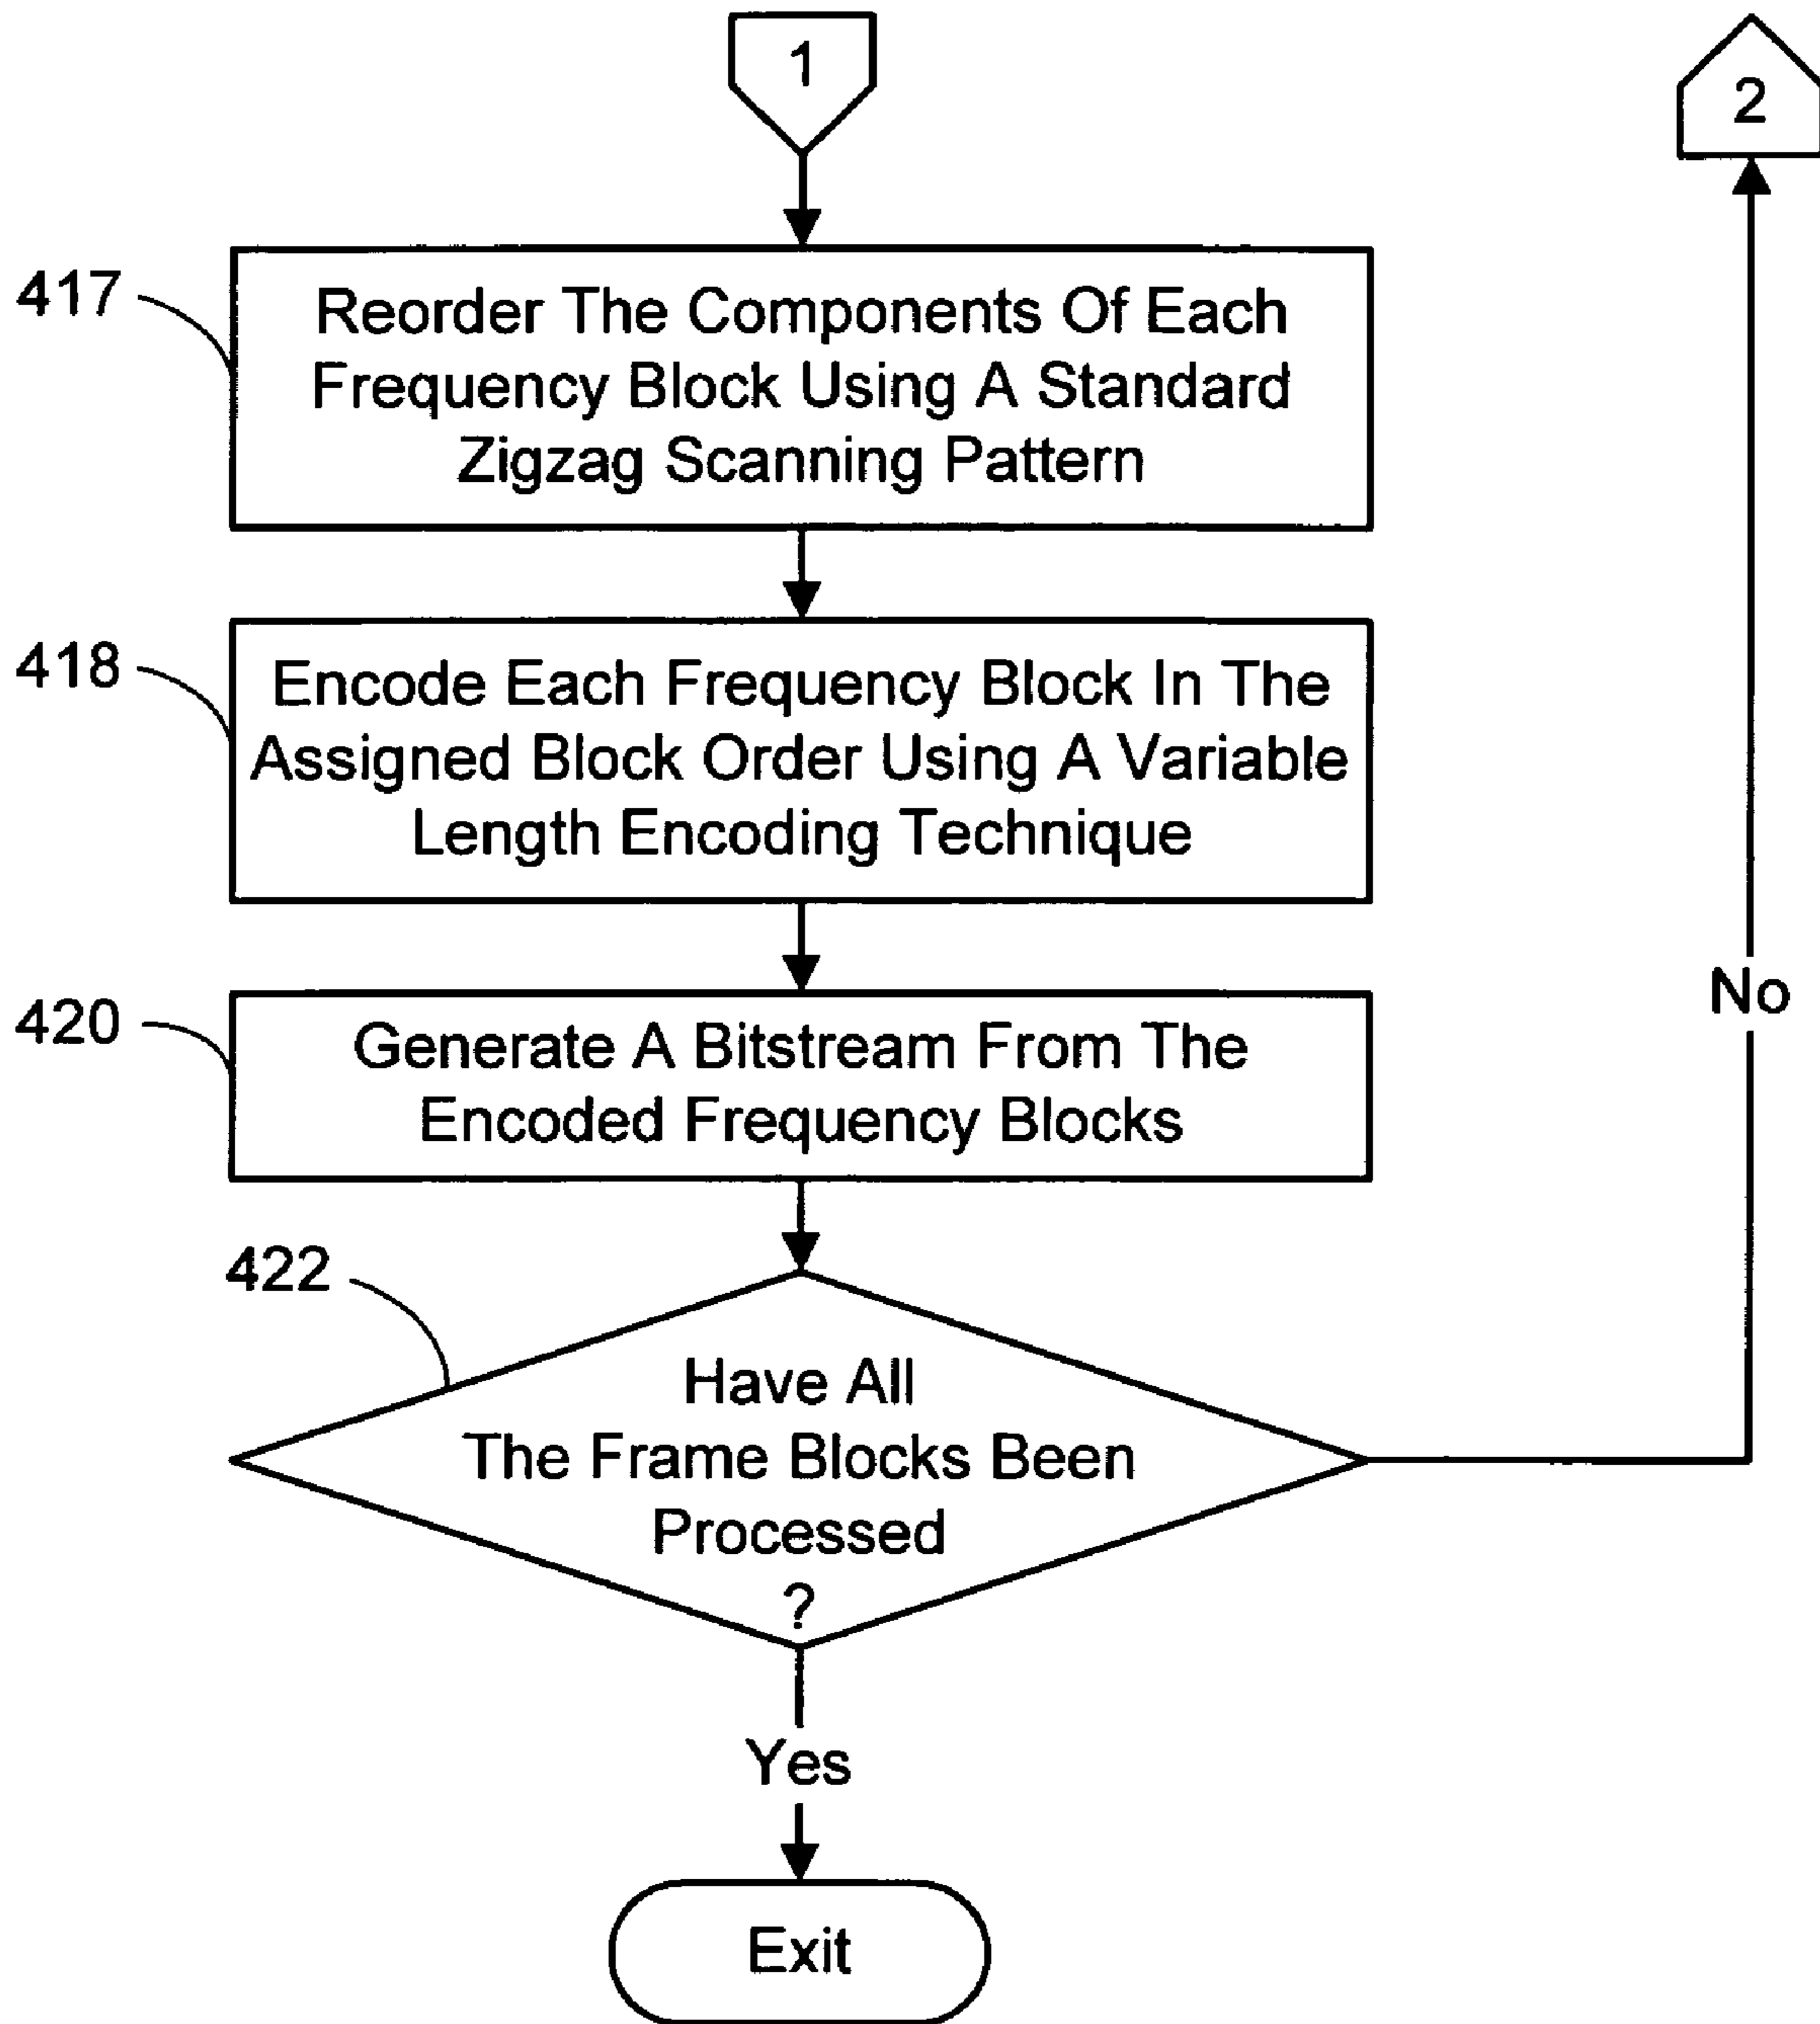 1
2
417
Reorder The Components Of Each
Frequency Block Using A Standard
Zigzag Scanning Pattern
418
Encode Each Frequency Block In The
Assigned Block Order Using A Variable
Length Encoding Technique
420
Generate A Bitstream From The
Encoded Frequency Blocks
No
422
Have All
The Frame Blocks Been
Processed
?
Yes
Exit